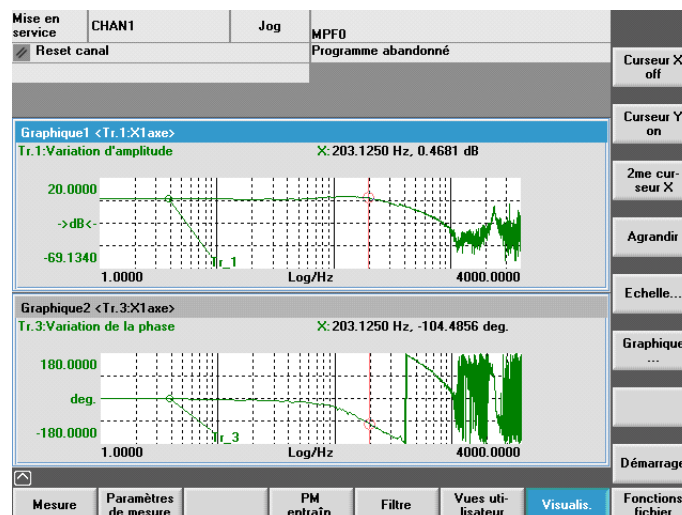 Mise en service
CHAN1
Jog
MPF0
Reset canal
Programme abandonné
Graphique1 <Tr.1:X1axe>
Tr.1:Variation d'amplitude
X: 203.1250 Hz, 0.4681 dB
20.0000
->dB<-
-69.1340
Tr_1
1.0000
Log/Hz
4000.0000
Graphique2 <Tr.3:X1axe>
Tr.3:Variation de la phase
X: 203.1250 Hz, -104.4856 deg.
180.0000
deg.
-180.0000
Tr_3
1.0000
Log/Hz
4000.0000
Curseur X
off
Curseur Y
on
2me cur-
seur X
Agrandir
Echelle...
Graphique
...
Démarrage
Mesure
Paramètres
de mesure
PM
entraîn.
Filtre
Vues uti-
lisateur
Visualis.
Fonctions
fichier